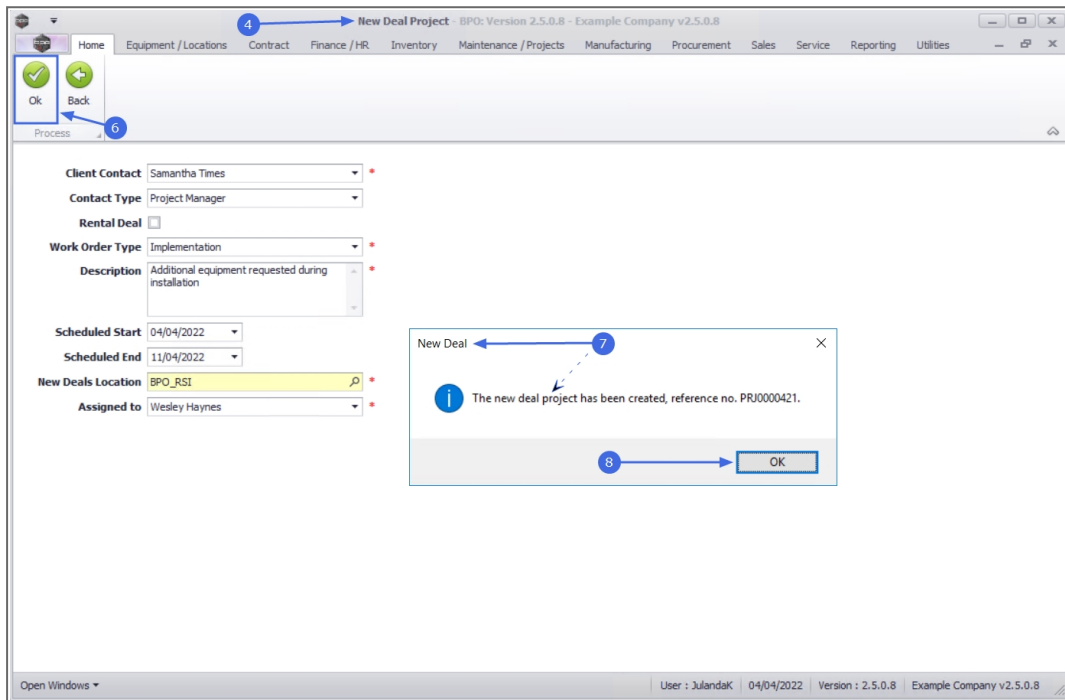 4
New Deal Project - BPO: Version 2.5.0.8 - Example Company v2.5.0.8
Home Equipment / Locations Contract Finance / HR Inventory Maintenance / Projects Manufacturing Procurement Sales Service Reporting Utilities
Ok Back
6
Process
Client Contact Samantha Times *
Contact Type Project Manager
Rental Deal
Work Order Type Implementation *
Description Additional equipment requested during *
installation
Scheduled Start 04/04/2022
Scheduled End 11/04/2022
New Deals Location BPO_RSI *
Assigned to Wesley Haynes *
New Deal 7
The new deal project has been created, reference no. PRJ0000421.
8 OK
Open Windows User : JulandaK 04/04/2022 Version : 2.5.0.8 Example Company v2.5.0.8